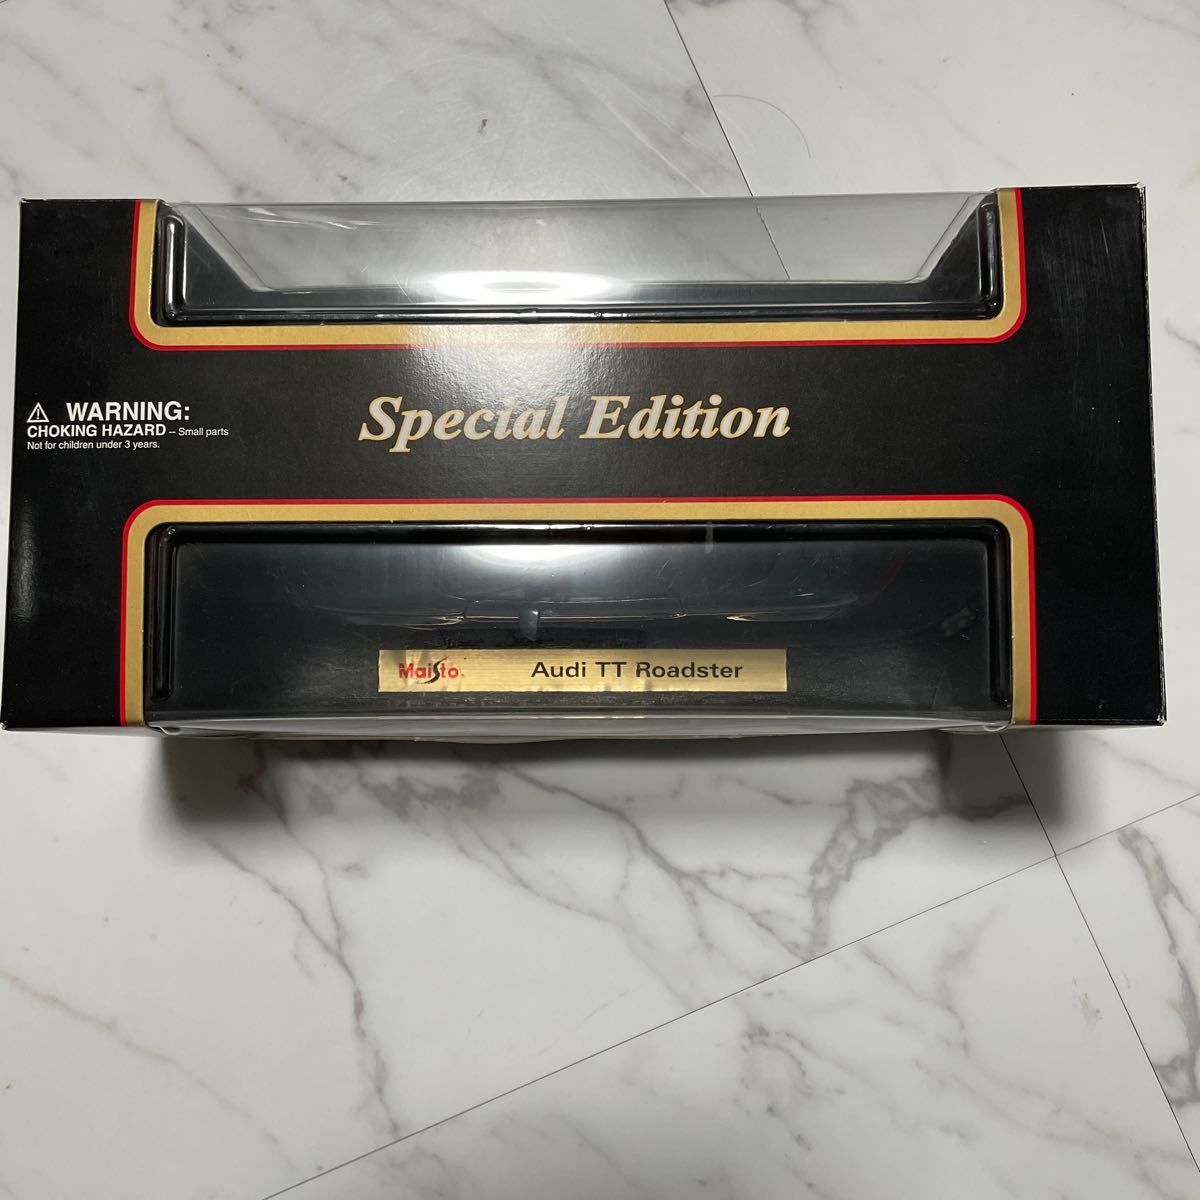 ⚠ WARNING:
CHOKING HAZARD -- Small parts
Not for children under 3 years.
Special Edition
Maisto Audi TT Roadster